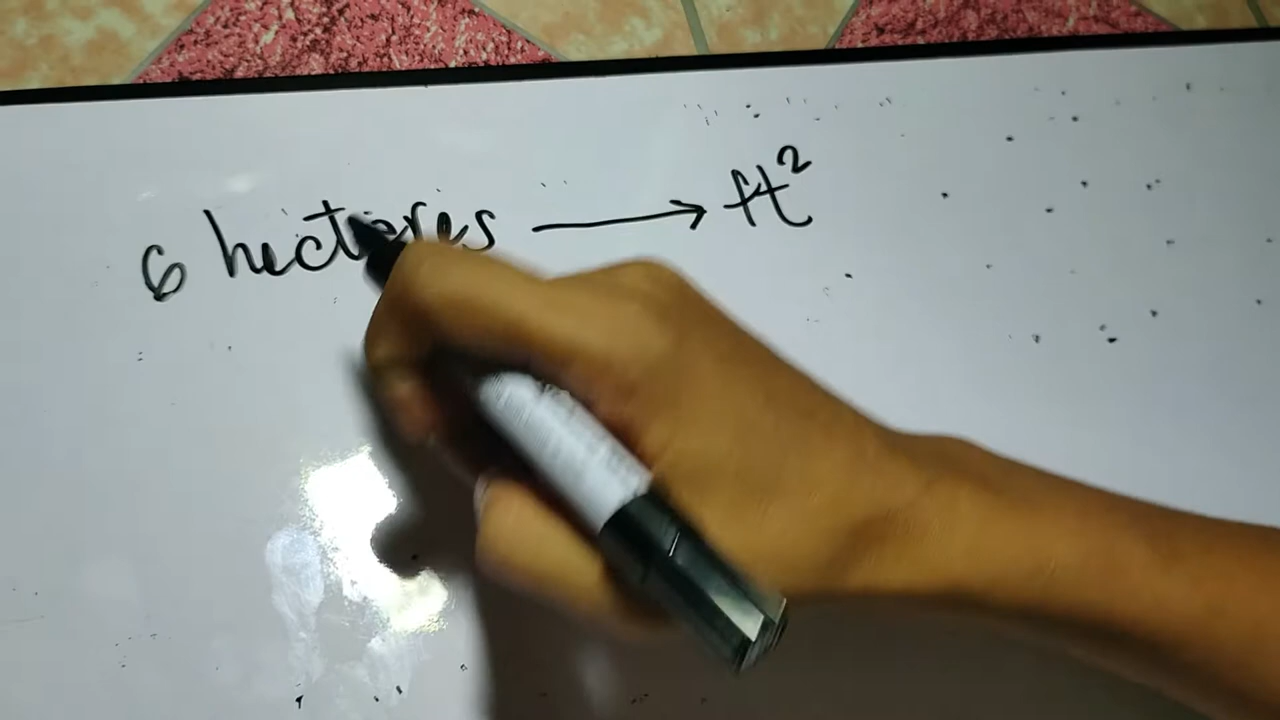 6 hectares ⟶ ft²